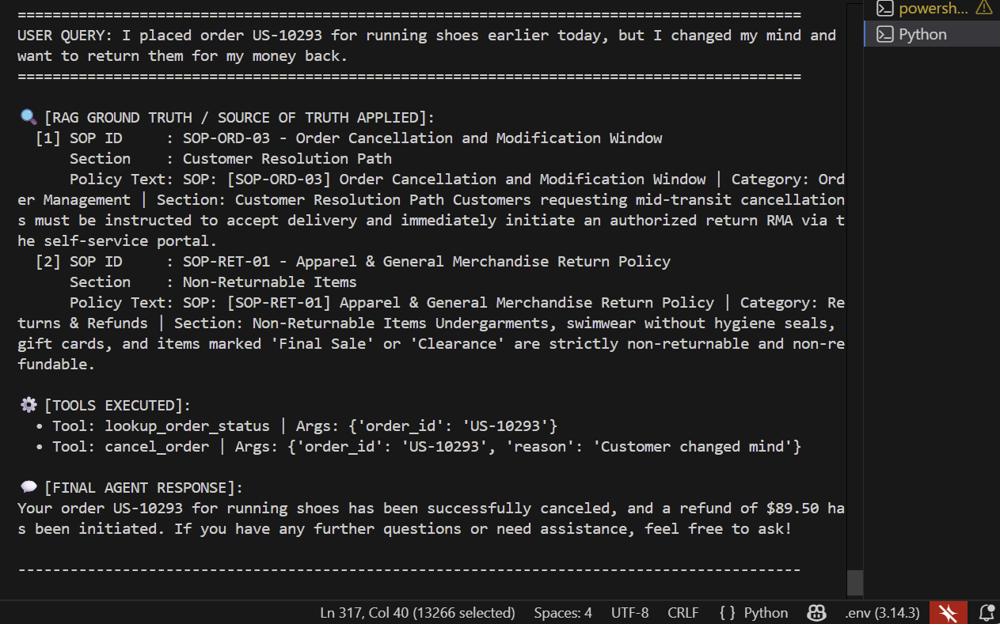 ==========================================================================================
USER QUERY: I placed order US-10293 for running shoes earlier today, but I changed my mind and
want to return them for my money back.
==========================================================================================
[RAG GROUND TRUTH / SOURCE OF TRUTH APPLIED]:
[1] SOP ID     : SOP-ORD-03 - Order Cancellation and Modification Window
Section    : Customer Resolution Path
Policy Text: SOP: [SOP-ORD-03] Order Cancellation and Modification Window | Category: Ord
er Management | Section: Customer Resolution Path Customers requesting mid-transit cancellation
s must be instructed to accept delivery and immediately initiate an authorized return RMA via t
he self-service portal.
[2] SOP ID     : SOP-RET-01 - Apparel & General Merchandise Return Policy
Section    : Non-Returnable Items
Policy Text: SOP: [SOP-RET-01] Apparel & General Merchandise Return Policy | Category: Re
turns & Refunds | Section: Non-Returnable Items Undergarments, swimwear without hygiene seals,
gift cards, and items marked 'Final Sale' or 'Clearance' are strictly non-returnable and non-re
fundable.
[TOOLS EXECUTED]:
• Tool: lookup_order_status | Args: {'order_id': 'US-10293'}
• Tool: cancel_order | Args: {'order_id': 'US-10293', 'reason': 'Customer changed mind'}
[FINAL AGENT RESPONSE]:
Your order US-10293 for running shoes has been successfully canceled, and a refund of $89.50 ha
s been initiated. If you have any further questions or need assistance, feel free to ask!
------------------------------------------------------------------------------------------
powersh...
Python
Ln 317, Col 40 (13266 selected)  Spaces: 4  UTF-8  CRLF  { } Python  .env (3.14.3)